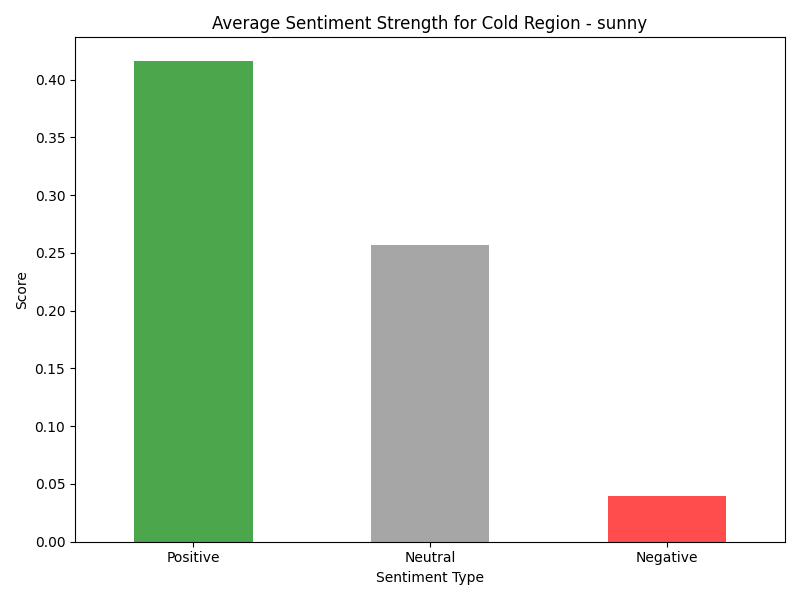 Average Sentiment Strength for Cold Region - sunny
Score
0.40
0.35
0.30
0.25
0.20
0.15
0.10
0.05
0.00
Positive
Neutral
Negative
Sentiment Type